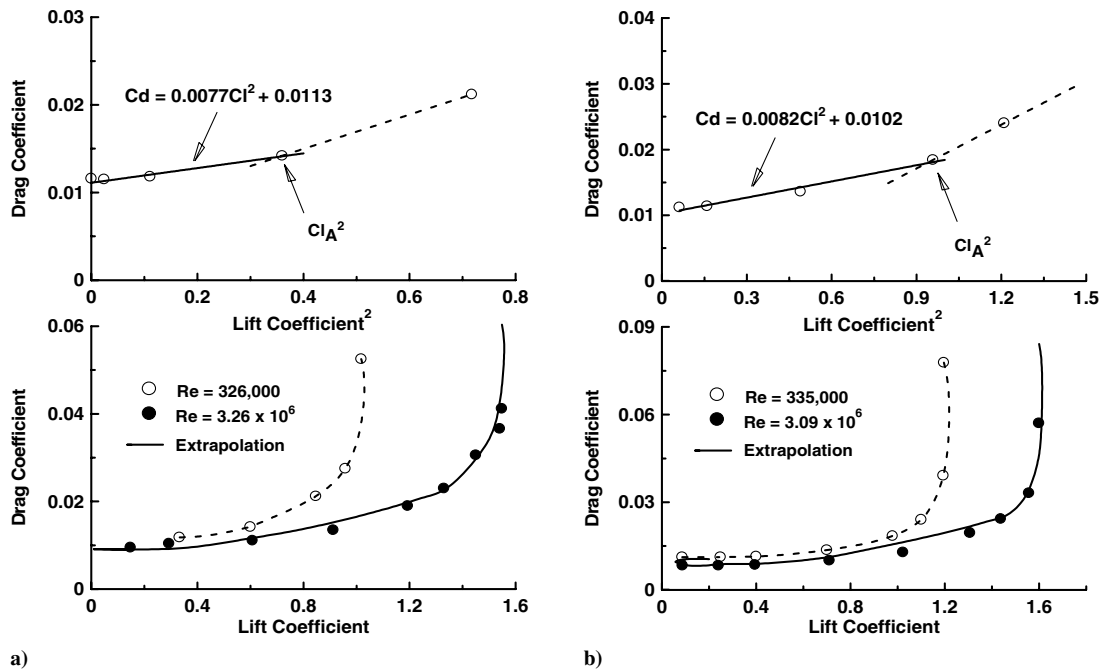 0.03
0.02
0.01
0
Drag Coefficient
Cd = 0.0077Cl² + 0.0113
Cl_A²
0 0.2 0.4 0.6 0.8
Lift Coefficient²
0.06
0.04
0.02
0
Drag Coefficient
Re = 326,000
Re = 3.26 x 10⁶
Extrapolation
0 0.4 0.8 1.2 1.6
Lift Coefficient
a)
0.04
0.03
0.02
0.01
0
Drag Coefficient
Cd = 0.0082Cl² + 0.0102
Cl_A²
0 0.3 0.6 0.9 1.2 1.5
Lift Coefficient²
0.09
0.06
0.03
0
Drag Coefficient
Re = 335,000
Re = 3.09 x 10⁶
Extrapolation
0 0.4 0.8 1.2 1.6
Lift Coefficient
b)